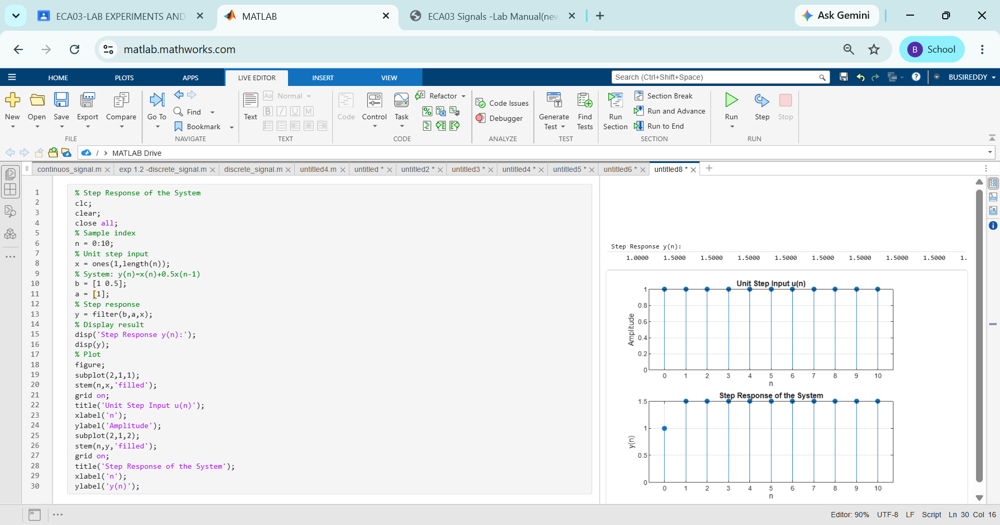 ECA03-LAB EXPERIMENTS AND
MATLAB
ECA03 Signals -Lab Manual(new
Ask Gemini
matlab.mathworks.com
B School
HOME PLOTS APPS LIVE EDITOR INSERT VIEW
Search (Ctrl+Shift+Space)
BUSIREDDY
New Open Save Export Compare
FILE
Go To Find Bookmark
NAVIGATE
Text Aa Normal
B I U M
TEXT
Code Control Task Refactor
CODE
Code Issues
Debugger
ANALYZE
Generate Test Find Tests
TEST
Run Section
Section Break
Run and Advance
Run to End
SECTION
Run Step Stop
RUN
/ > MATLAB Drive
continuos_signal.m exp 1.2 -discrete_signal.m discrete_signal.m untitled4.m untitled * untitled2 * untitled3 * untitled4 * untitled5 * untitled6 * untitled8 *
1 % Step Response of the System
2 clc;
3 clear;
4 close all;
5 % Sample index
6 n = 0:10;
7 % Unit step input
8 x = ones(1,length(n));
9 % System: y(n)=x(n)+0.5x(n-1)
10 b = [1 0.5];
11 a = [1];
12 % Step response
13 y = filter(b,a,x);
14 % Display result
15 disp('Step Response y(n):');
16 disp(y);
17 % Plot
18 figure;
19 subplot(2,1,1);
20 stem(n,x,'filled');
21 grid on;
22 title('Unit Step Input u(n)');
23 xlabel('n');
24 ylabel('Amplitude');
25 subplot(2,1,2);
26 stem(n,y,'filled');
27 grid on;
28 title('Step Response of the System');
29 xlabel('n');
30 ylabel('y(n)');
Step Response y(n):
1.0000 1.5000 1.5000 1.5000 1.5000 1.5000 1.5000 1.5000 1.5000 1.
Unit Step Input u(n)
Amplitude
1
0.8
0.6
0.4
0.2
0
0 1 2 3 4 5 6 7 8 9 10
n
Step Response of the System
y(n)
1.5
1
0.5
0
0 1 2 3 4 5 6 7 8 9 10
n
Editor: 90% UTF-8 LF Script Ln 30 Col 16